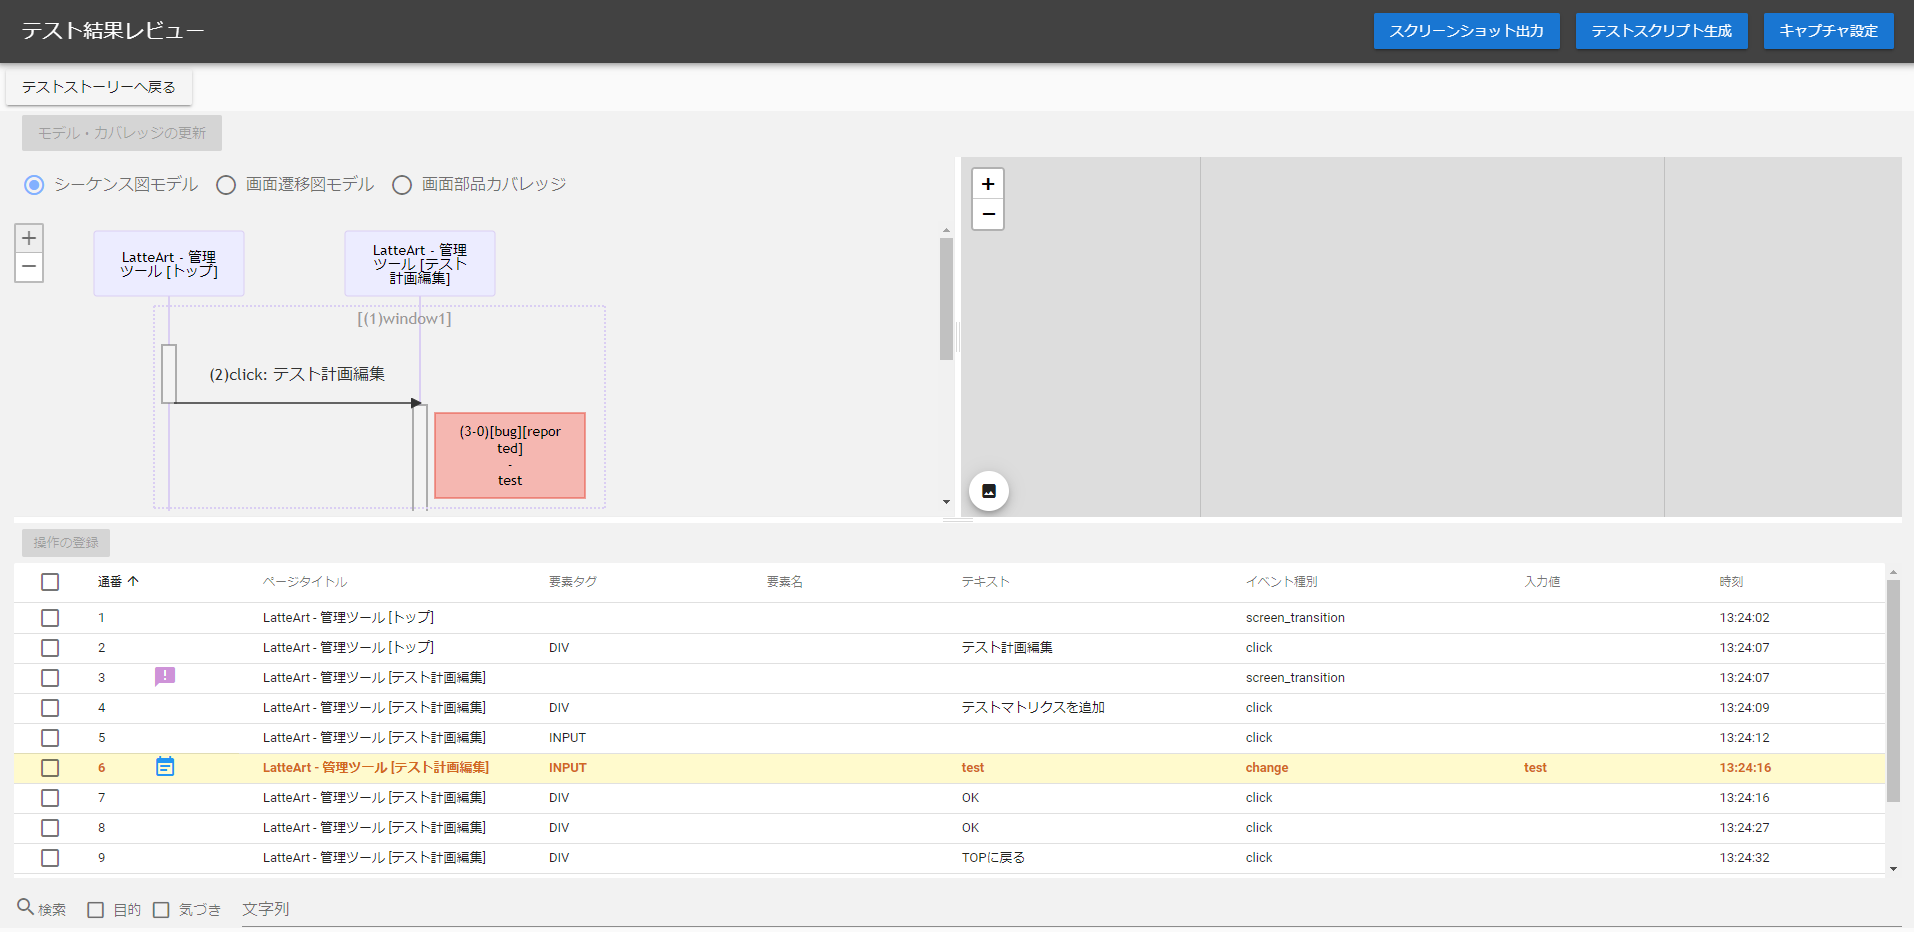 テスト結果レビュー
スクリーンショット出力
テストスクリプト生成
キャプチャ設定
テストストーリーへ戻る
モデル・カバレッジの更新
シーケンス図モデル 画面遷移図モデル 画面部品カバレッジ
+
−
LatteArt - 管理
ツール [トップ]
LatteArt - 管理
ツール [テスト
計画編集]
[(1)window1]
(2)click: テスト計画編集
(3-0)[bug][repor
ted]
-
test
+
−
操作の登録
通番 ページタイトル 要素タグ 要素名 テキスト イベント種別 入力値 時刻
1 LatteArt - 管理ツール [トップ] screen_transition 13:24:02
2 LatteArt - 管理ツール [トップ] DIV テスト計画編集 click 13:24:07
3 LatteArt - 管理ツール [テスト計画編集] screen_transition 13:24:07
4 LatteArt - 管理ツール [テスト計画編集] DIV テストマトリクスを追加 click 13:24:09
5 LatteArt - 管理ツール [テスト計画編集] INPUT click 13:24:12
6 LatteArt - 管理ツール [テスト計画編集] INPUT test change test 13:24:16
7 LatteArt - 管理ツール [テスト計画編集] DIV OK click 13:24:16
8 LatteArt - 管理ツール [テスト計画編集] DIV OK click 13:24:27
9 LatteArt - 管理ツール [テスト計画編集] DIV TOPに戻る click 13:24:32
検索 目的 気づき 文字列